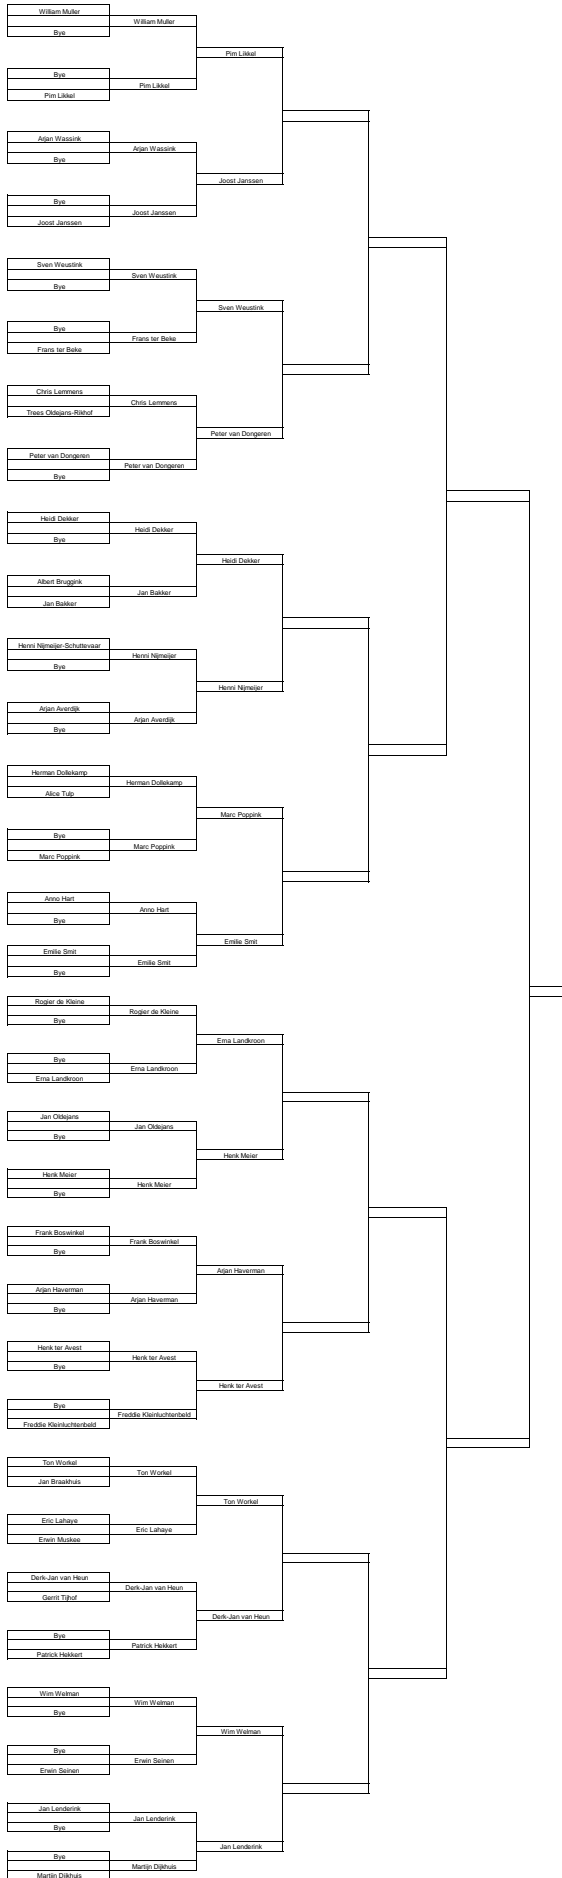 William Muller
William Muller
Bye
Pim Likkel
Bye
Pim Likkel
Pim Likkel
Arjan Wassink
Arjan Wassink
Bye
Joost Janssen
Bye
Joost Janssen
Joost Janssen
Sven Weustink
Sven Weustink
Bye
Sven Weustink
Bye
Frans ter Beke
Frans ter Beke
Chris Lemmens
Chris Lemmens
Trees Oldejans-Rikhof
Peter van Dongeren
Peter van Dongeren
Peter van Dongeren
Bye
Heidi Dekker
Heidi Dekker
Bye
Heidi Dekker
Albert Bruggink
Jan Bakker
Jan Bakker
Henni Nijmeijer-Schuttevaar
Henni Nijmeijer
Bye
Henni Nijmeijer
Arjan Averdijk
Arjan Averdijk
Bye
Herman Dollekamp
Herman Dollekamp
Alice Tulp
Marc Poppink
Bye
Marc Poppink
Marc Poppink
Anno Hart
Anno Hart
Bye
Emilie Smit
Emilie Smit
Emilie Smit
Bye
Rogier de Kleine
Rogier de Kleine
Bye
Erna Landkroon
Bye
Erna Landkroon
Erna Landkroon
Jan Oldejans
Jan Oldejans
Bye
Henk Meier
Henk Meier
Henk Meier
Bye
Frank Boswinkel
Frank Boswinkel
Bye
Arjan Haverman
Arjan Haverman
Arjan Haverman
Bye
Henk ter Avest
Henk ter Avest
Bye
Henk ter Avest
Bye
Freddie Kleinluchtenbeld
Freddie Kleinluchtenbeld
Ton Workel
Ton Workel
Jan Braakhuis
Ton Workel
Eric Lahaye
Eric Lahaye
Erwin Muskee
Derk-Jan van Heun
Derk-Jan van Heun
Gerrit Tijhof
Derk-Jan van Heun
Bye
Patrick Hekkert
Patrick Hekkert
Wim Welman
Wim Welman
Bye
Wim Welman
Bye
Erwin Seinen
Erwin Seinen
Jan Lenderink
Jan Lenderink
Bye
Jan Lenderink
Bye
Martijn Dijkhuis
Martijn Dijkhuis